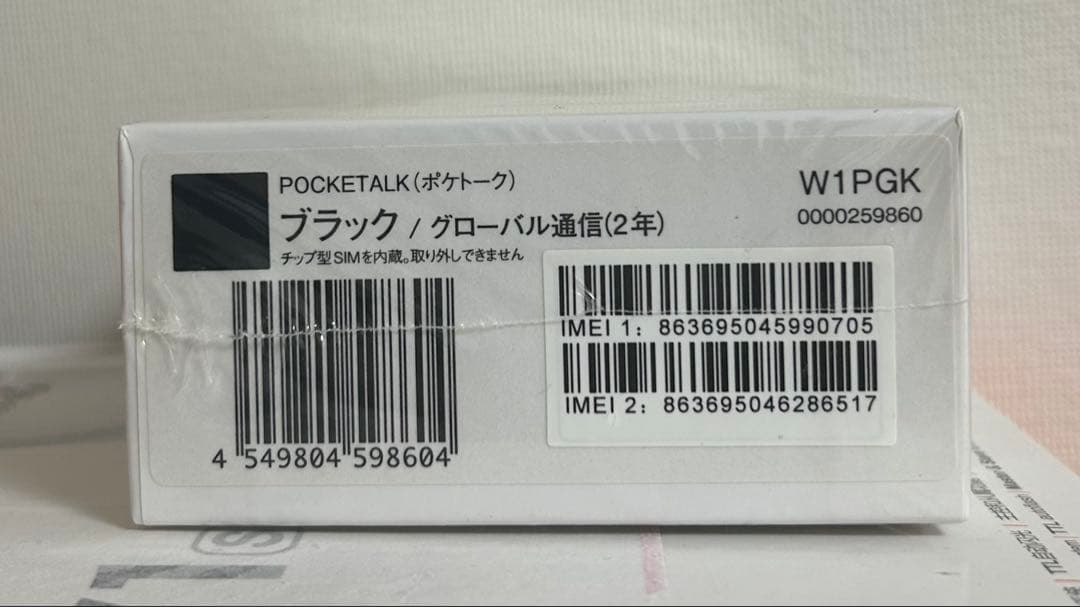 POCKETALK(ポケトーク)
ブラック / グローバル通信(2年)
チップ型SIMを内蔵。取り外しできません
W1PGK
0000259860
IMEI 1: 863695045990705
IMEI 2: 863695046286517
4 549804 598604
S